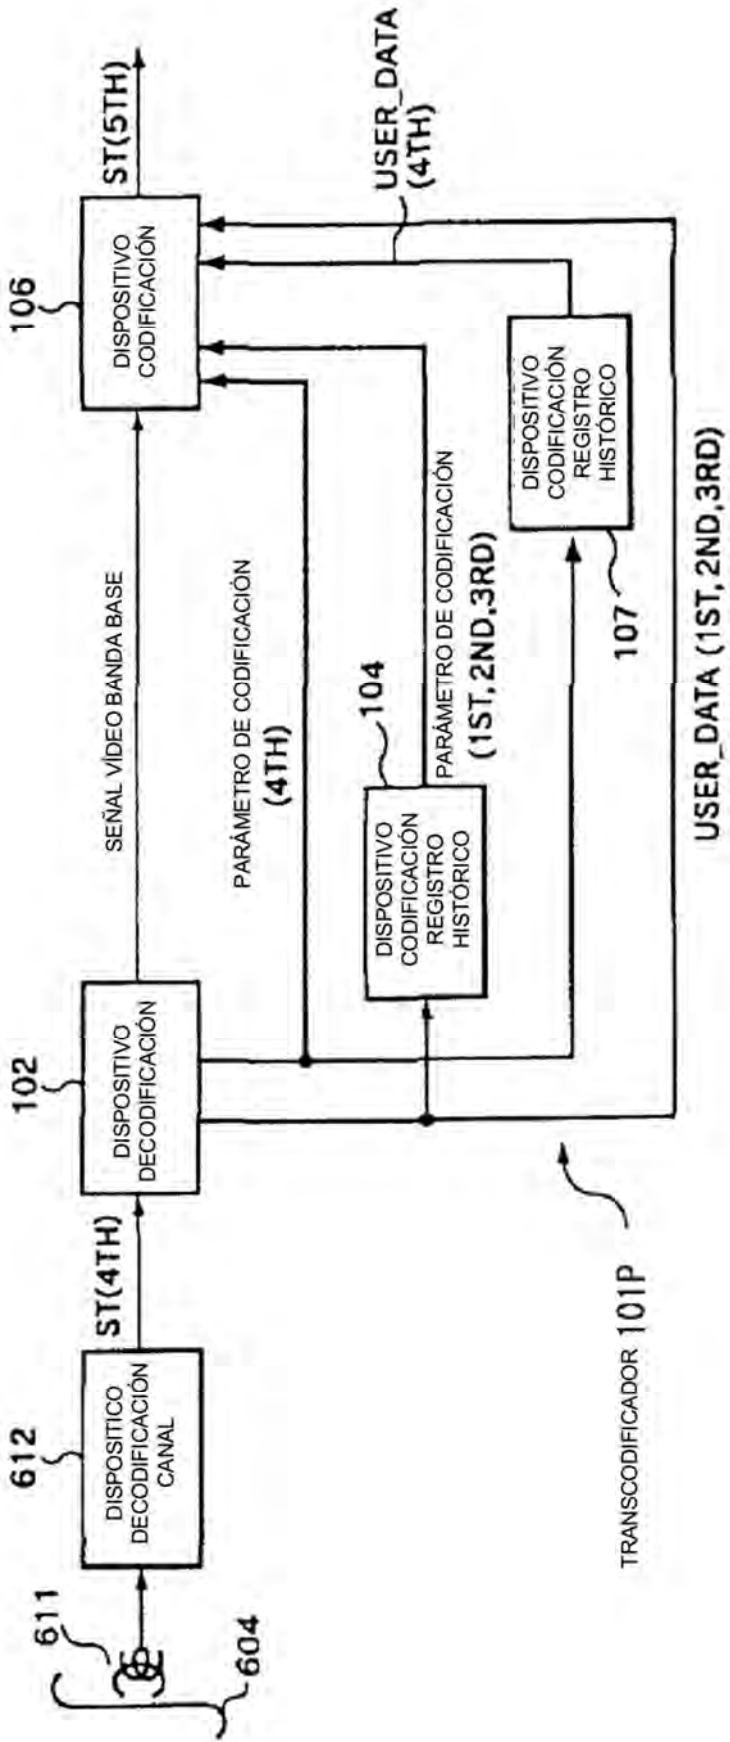 611
604
612
DISPOSITICO
DECODIFICACIÓN
CANAL
ST(4TH)
102
DISPOSITIVO
DECODIFICACIÓN
SEÑAL VÍDEO BANDA BASE
106
DISPOSITIVO
CODIFICACIÓN
ST(5TH)
PARÁMETRO DE CODIFICACIÓN
(4TH)
USER_DATA
(4TH)
104
DISPOSITIVO
CODIFICACIÓN
REGISTRO
HISTÓRICO
PARÁMETRO DE CODIFICACIÓN
(1ST, 2ND,3RD)
DISPOSITIVO
CODIFICACIÓN
REGISTRO
HISTÓRICO
107
USER_DATA (1ST, 2ND,3RD)
TRANSCODIFICADOR 101P